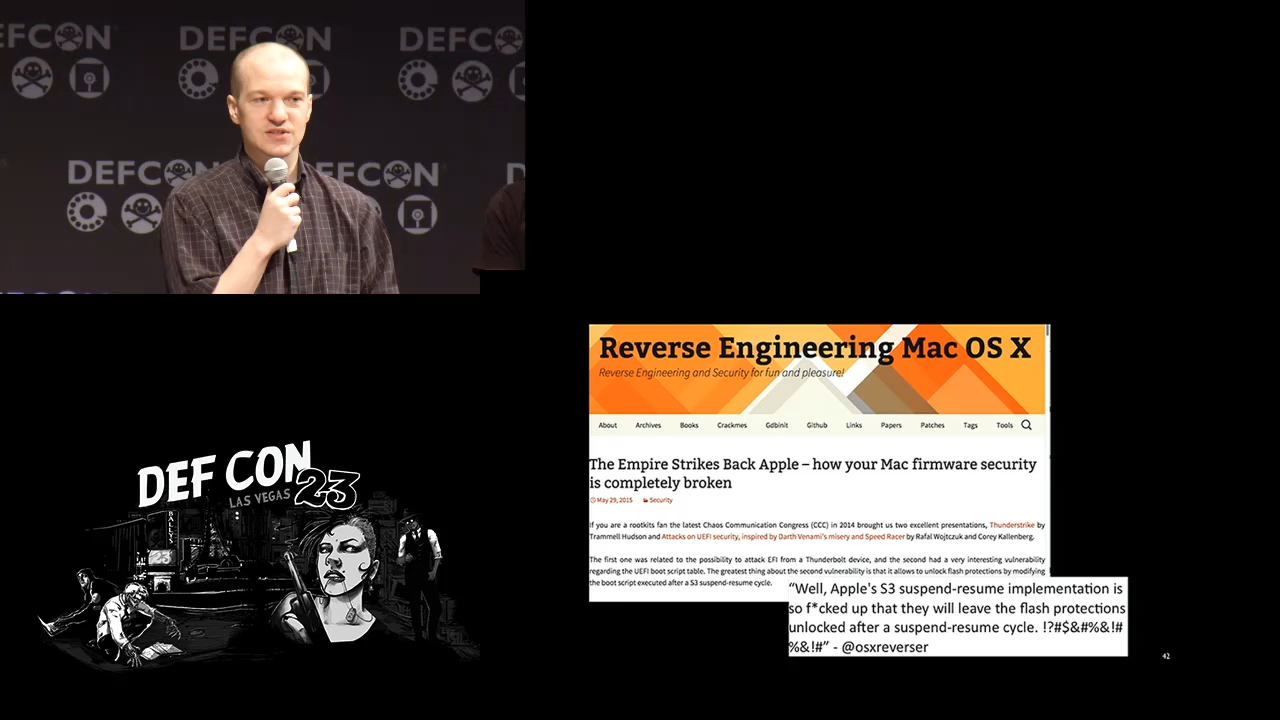 DEFCON
DEFCON
DEFCON
DEFCON
DEF CON 23
LAS VEGAS
BALLYS
Reverse Engineering Mac OS X
Reverse Engineering and Security for fun and pleasure!
About Archives Books Crackmes Gdbinit Github Links Papers Patches Tags Tools
The Empire Strikes Back Apple – how your Mac firmware security
is completely broken
May 29, 2015 Security
If you are a rootkits fan the latest Chaos Communication Congress (CCC) in 2014 brought us two excellent presentations, Thunderstrike by
Trammell Hudson and Attacks on UEFI security, inspired by Darth Venami's misery and Speed Racer by Rafal Wojtczuk and Corey Kallenberg.
The first one was related to the possibility to attack EFI from a Thunderbolt device, and the second had a very interesting vulnerability
regarding the UEFI boot script table. The greatest thing about the second vulnerability is that it allows to unlock flash protections by modifying
the boot script executed after a S3 suspend-resume cycle.
“Well, Apple's S3 suspend-resume implementation is
so f*cked up that they will leave the flash protections
unlocked after a suspend-resume cycle. !?#$&#%&!#
%&!#” - @osxreverser
42